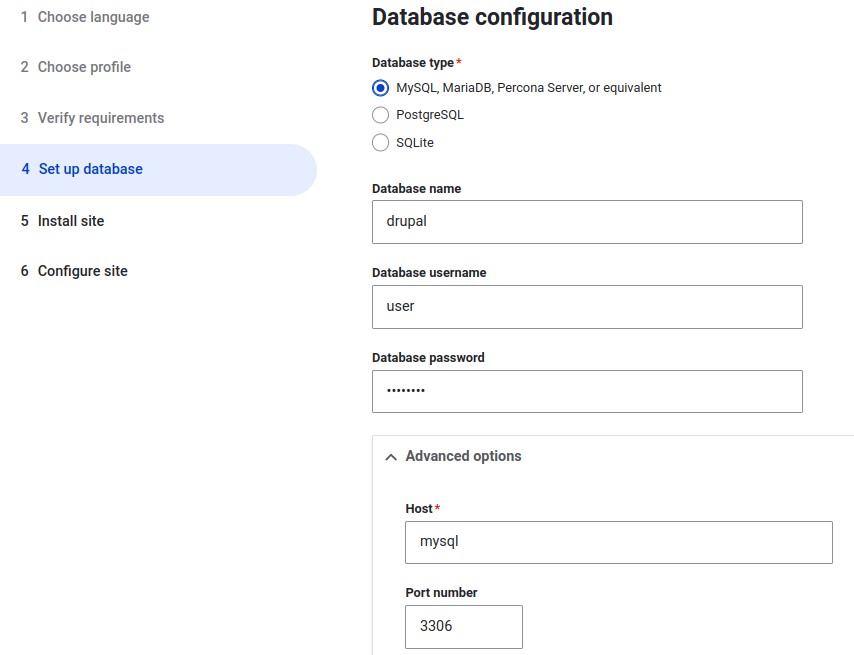 1 Choose language
2 Choose profile
3 Verify requirements
4 Set up database
5 Install site
6 Configure site
Database configuration
Database type*
MySQL, MariaDB, Percona Server, or equivalent
PostgreSQL
SQLite
Database name
drupal
Database username
user
Database password
••••••••
Advanced options
Host*
mysql
Port number
3306